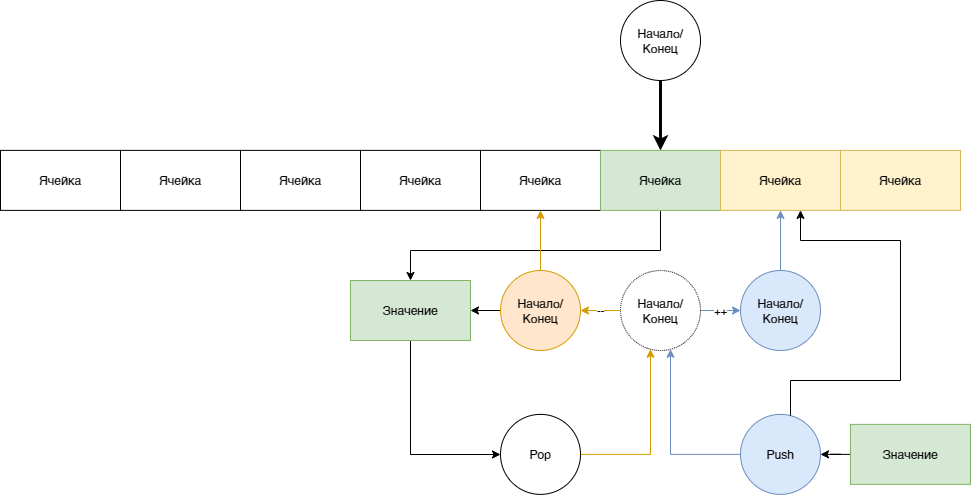 Начало/
Конец
Ячейка
Ячейка
Ячейка
Ячейка
Ячейка
Ячейка
Ячейка
Ячейка
Значение
Начало/
Конец
--
Начало/
Конец
++
Начало/
Конец
Pop
Push
Значение